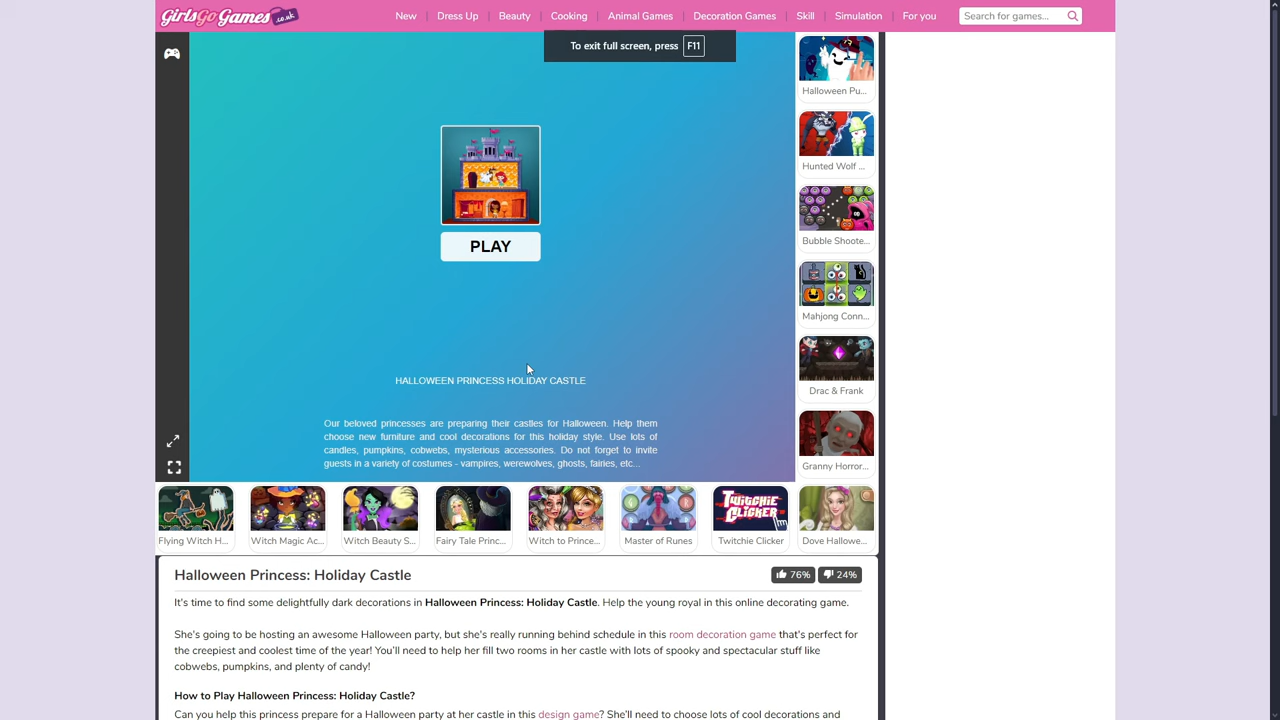 GirlsGoGames .co.uk
New Dress Up Beauty Cooking Animal Games Decoration Games Skill Simulation For you Search for games...
To exit full screen, press F11
PLAY
HALLOWEEN PRINCESS HOLIDAY CASTLE
Our beloved princesses are preparing their castles for Halloween. Help them
choose new furniture and cool decorations for this holiday style. Use lots of
candles, pumpkins, cobwebs, mysterious accessories. Do not forget to invite
guests in a variety of costumes - vampires, werewolves, ghosts, fairies, etc...
Halloween Pu...
Hunted Wolf ...
Bubble Shoote...
Mahjong Conn...
Drac & Frank
Granny Horror...
TWITCHIE
CLICKER
Flying Witch H... Witch Magic Ac... Witch Beauty S... Fairy Tale Princ... Witch to Prince... Master of Runes Twitchie Clicker Dove Hallowe...
Halloween Princess: Holiday Castle 76% 24%
It's time to find some delightfully dark decorations in Halloween Princess: Holiday Castle. Help the young royal in this online decorating game.
She's going to be hosting an awesome Halloween party, but she's really running behind schedule in this room decoration game that's perfect for
the creepiest and coolest time of the year! You'll need to help her fill two rooms in her castle with lots of spooky and spectacular stuff like
cobwebs, pumpkins, and plenty of candy!
How to Play Halloween Princess: Holiday Castle?
Can you help this princess prepare for a Halloween party at her castle in this design game? She'll need to choose lots of cool decorations and